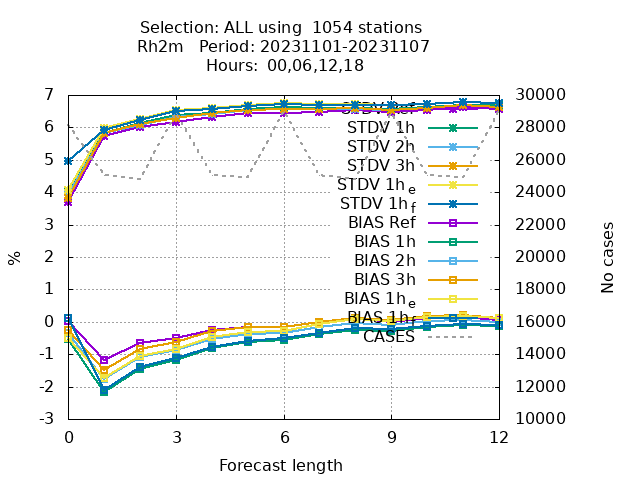 Selection: ALL using 1054 stations
Rh2m Period: 20231101-20231107
Hours: 00,06,12,18
7
6
5
4
3
2
1
0
-1
-2
-3
%
30000
28000
26000
24000
22000
20000
18000
16000
14000
12000
10000
No cases
STDV Ref
STDV 1h
STDV 2h
STDV 3h
STDV 1he
STDV 1hf
BIAS Ref
BIAS 1h
BIAS 2h
BIAS 3h
BIAS 1he
BIAS 1hf
CASES
0 3 6 9 12
Forecast length